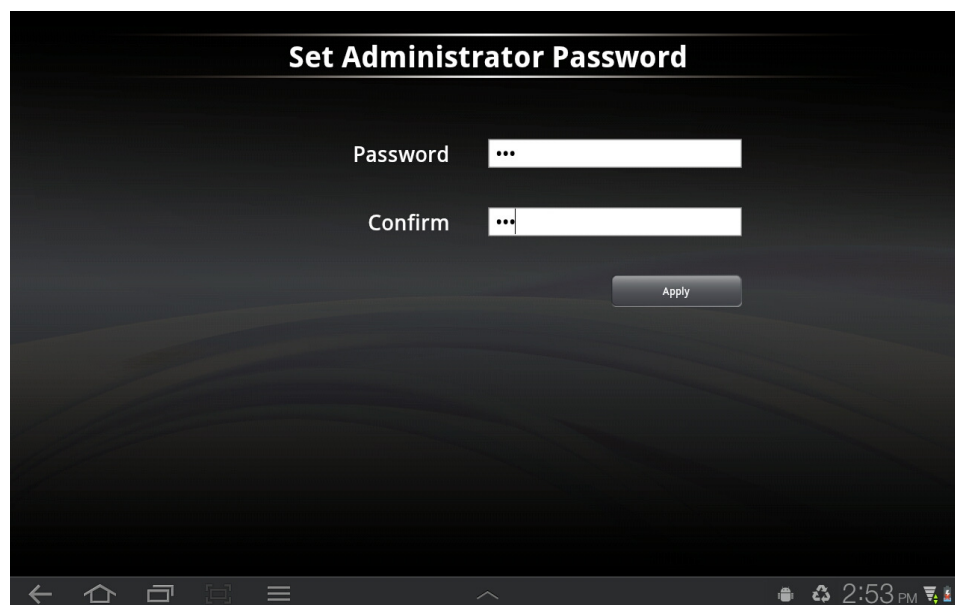 Set Administrator Password
Password •••
Confirm •••
Apply
2:53 PM